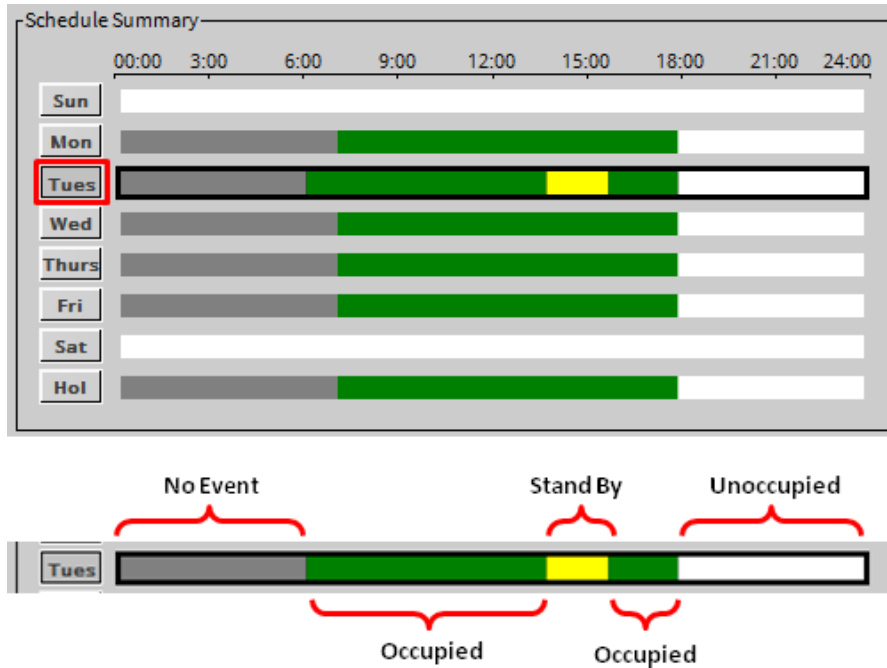 Schedule Summary
00:00 3:00 6:00 9:00 12:00 15:00 18:00 21:00 24:00
Sun
Mon
Tues
Wed
Thurs
Fri
Sat
Hol
No Event Stand By Unoccupied
Tues
Occupied Occupied